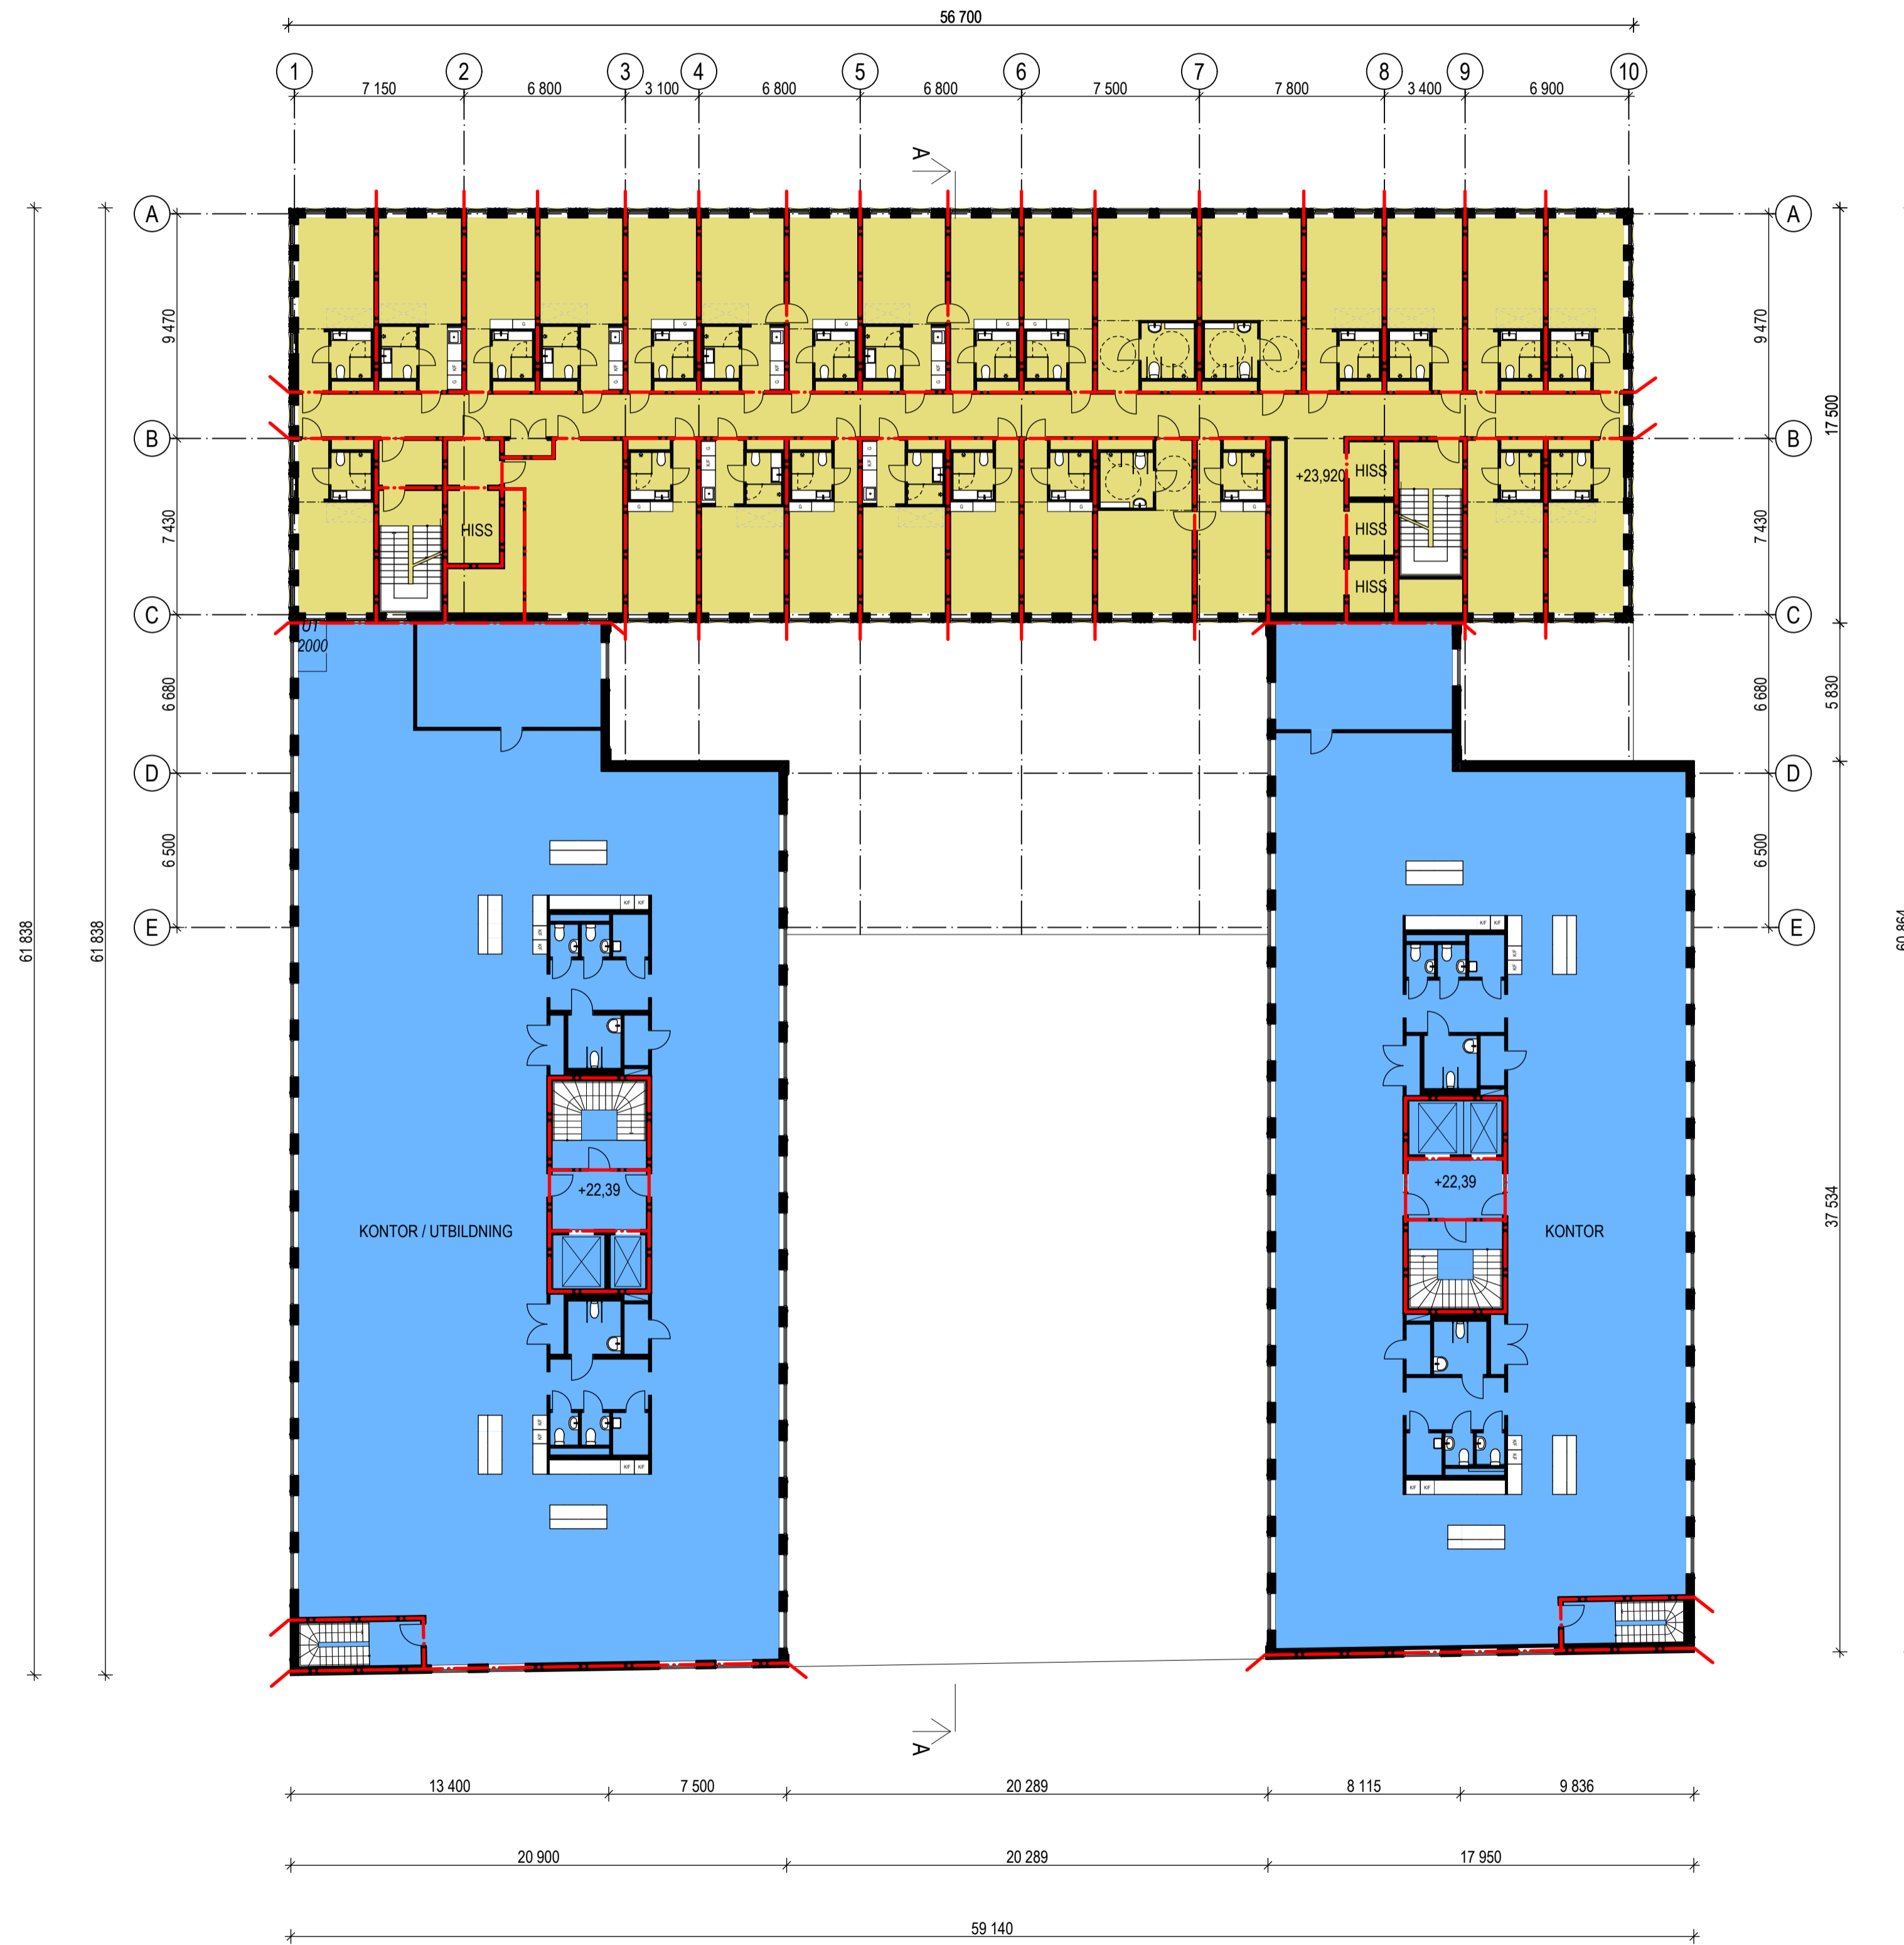 56 700
1 2 3 4 5 6 7 8 9 10
7 150 6 800 3 100 6 800 6 800 7 500 7 800 3 400 6 900
A
A A
9 470 9 470
17 500
B B
+23,920 HISS
HISS HISS
HISS
7 430 7 430
C C
UT
2000
6 680 6 680
5 830
D D
6 500 6 500
E E
61 838 61 838
60 864
+22,39 +22,39
KONTOR / UTBILDNING KONTOR
37 534
A
13 400 7 500 20 289 8 115 9 836
20 900 20 289 17 950
59 140